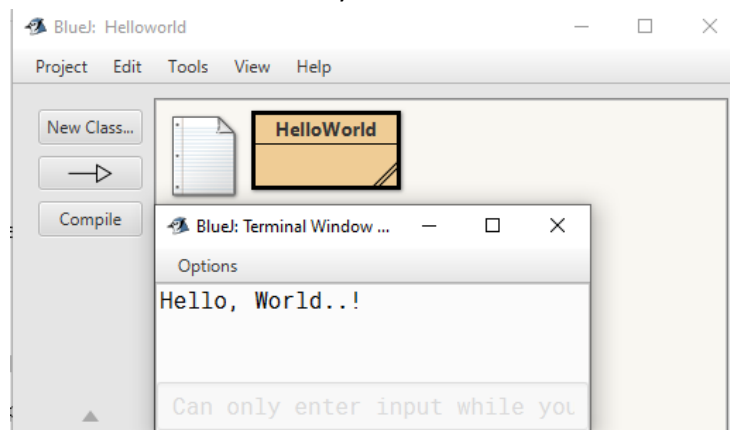 BlueJ: Helloworld
Project Edit Tools View Help
New Class...
HelloWorld
Compile
BlueJ: Terminal Window ...
Options
Hello, World..!
Can only enter input while you